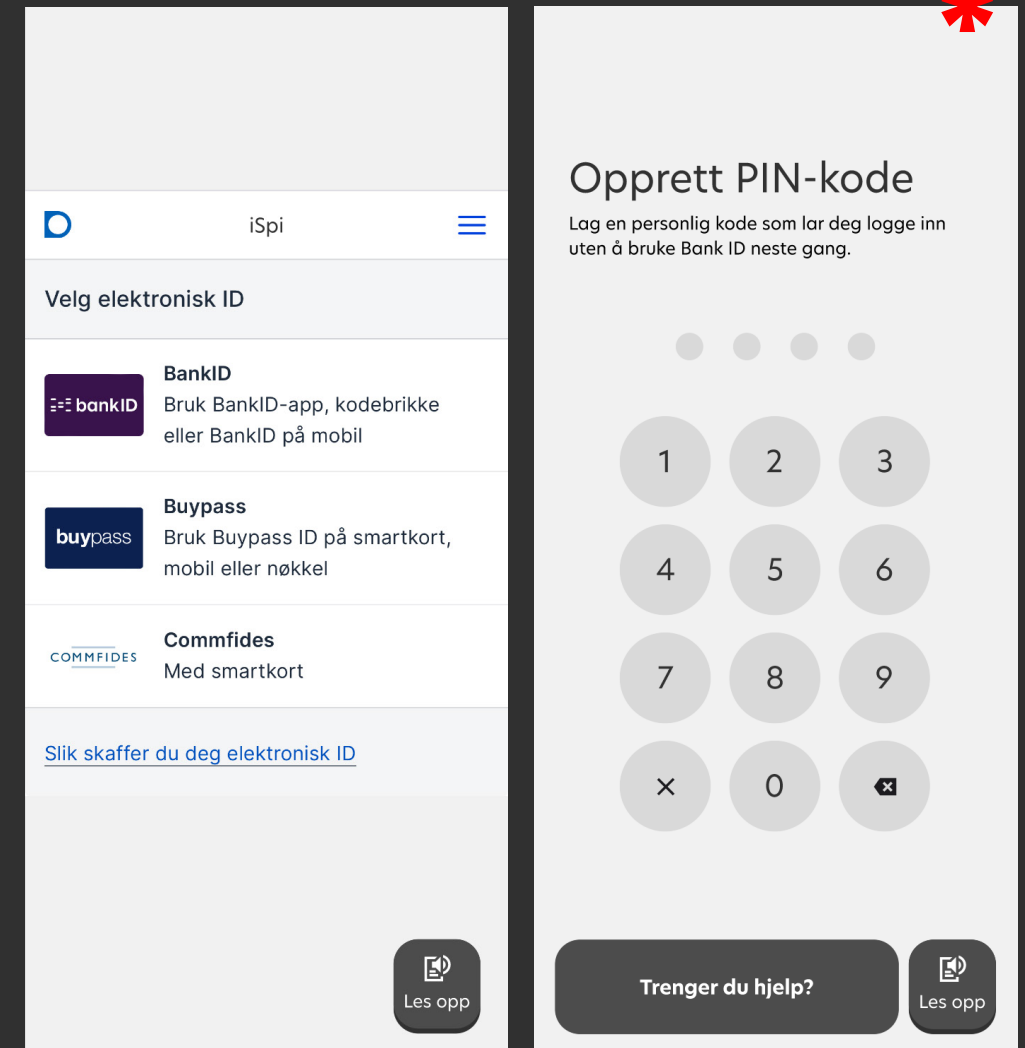 iSpi
Velg elektronisk ID
bankID
BankID
Bruk BankID-app, kodebrikke
eller BankID på mobil
buypass
Buypass
Bruk Buypass ID på smartkort,
mobil eller nøkkel
COMMFIDES
Commfides
Med smartkort
Slik skaffer du deg elektronisk ID
Les opp
Opprett PIN-kode
Lag en personlig kode som lar deg logge inn
uten å bruke Bank ID neste gang.
1 2 3
4 5 6
7 8 9
0
Trenger du hjelp?
Les opp